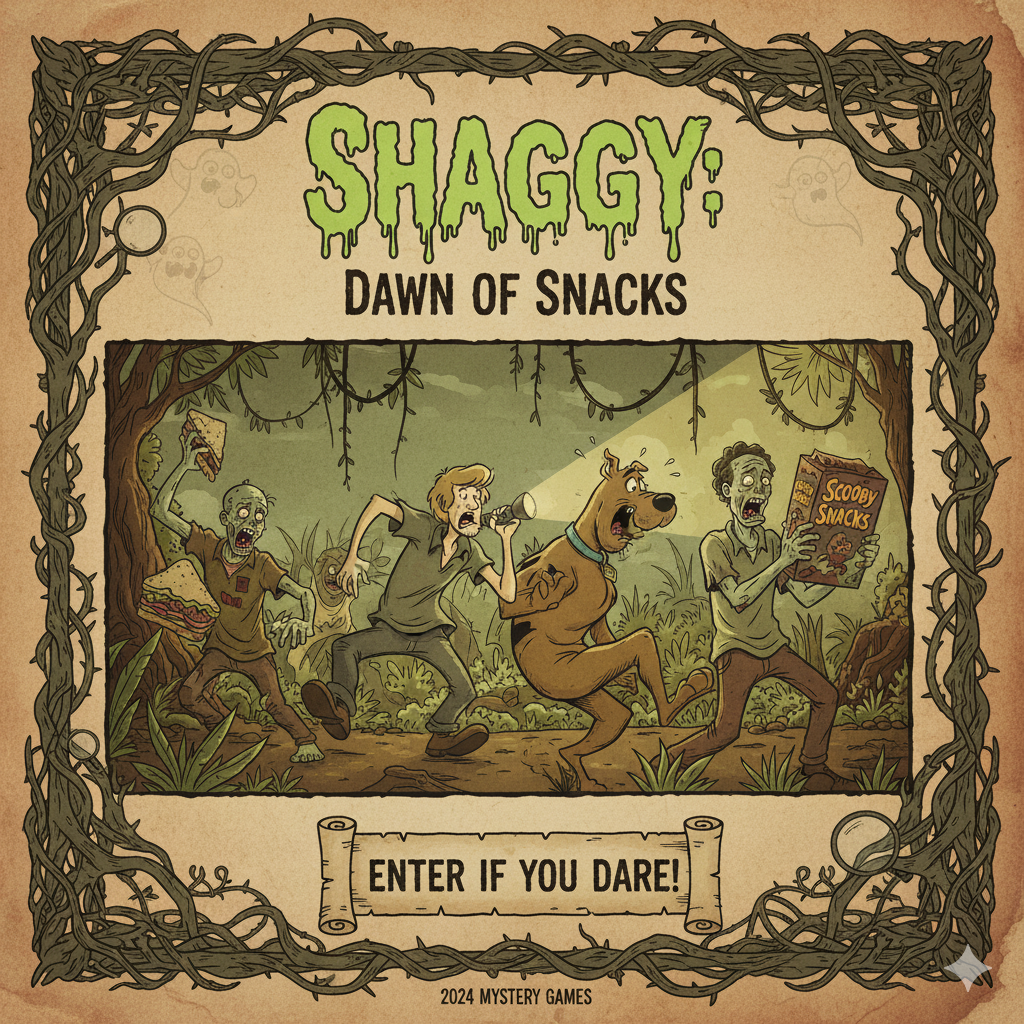 SHAGGY:
DAWN OF SNACKS
SCOOBY
SNACKS
ENTER IF YOU DARE!
2024 MYSTERY GAMES